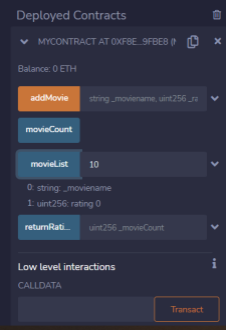 Deployed Contracts
MYCONTRACT AT 0XF8E...9FBE8 (
Balance: 0 ETH
addMovie string _moviename, uint256 _ra
movieCount
movieList 10
0: string: _moviename
1: uint256: rating 0
returnRati... uint256 _movieCount
Low level interactions
i
CALLDATA
Transact